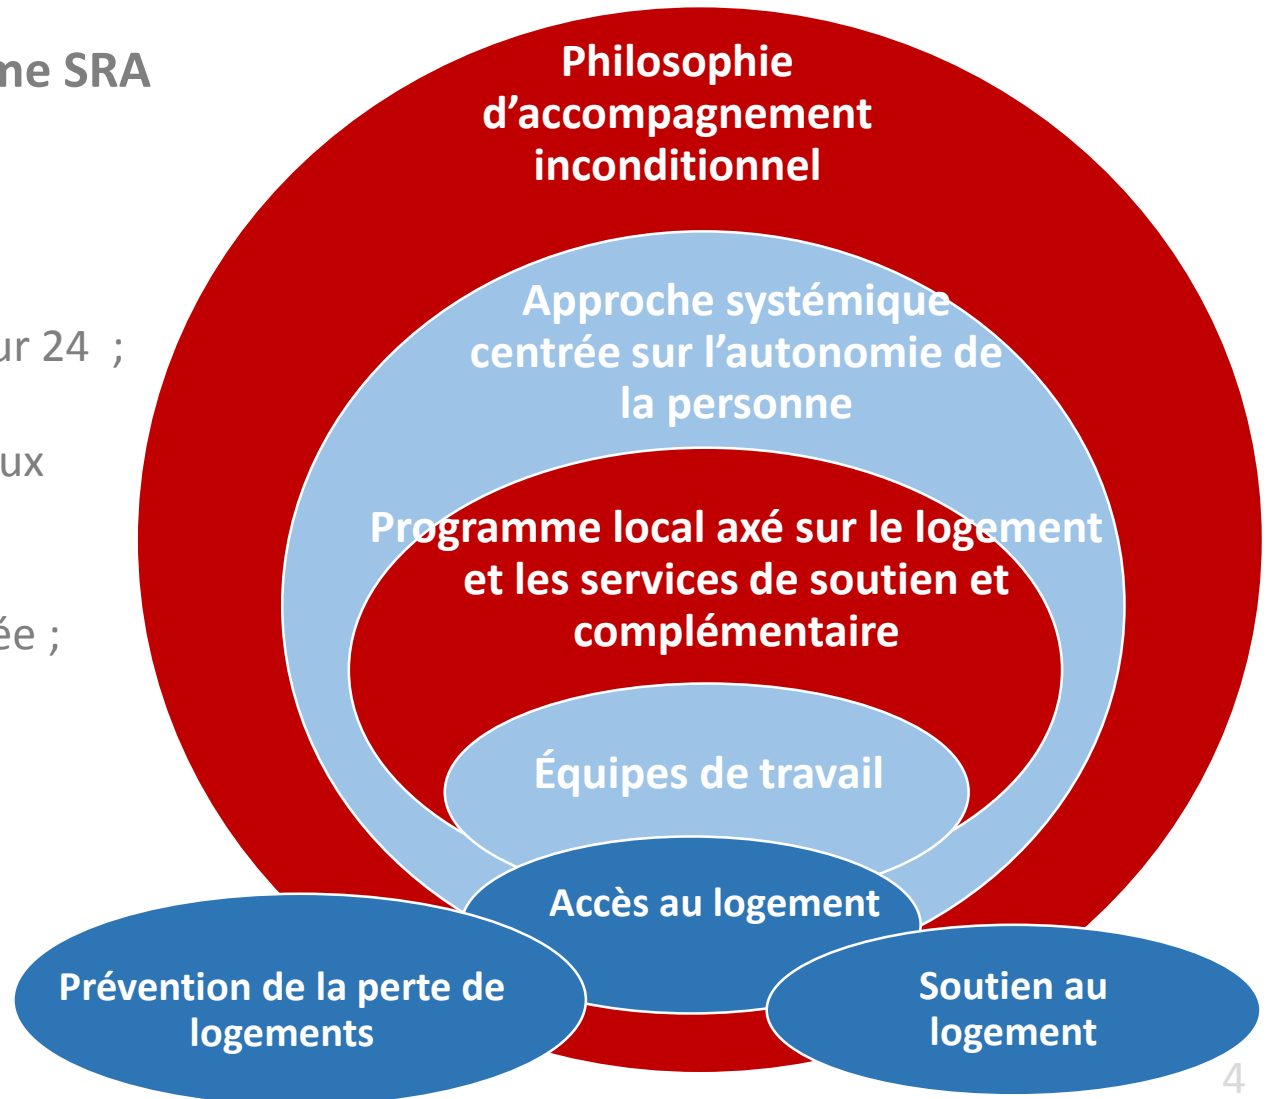 me SRA
ur 24 ;
ux
ée ;
Philosophie
d’accompagnement
inconditionnel
Approche systémique
centrée sur l’autonomie de
la personne
Programme local axé sur le logement
et les services de soutien et
complémentaire
Équipes de travail
Accès au logement
Prévention de la perte de
logements
Soutien au
logement
4